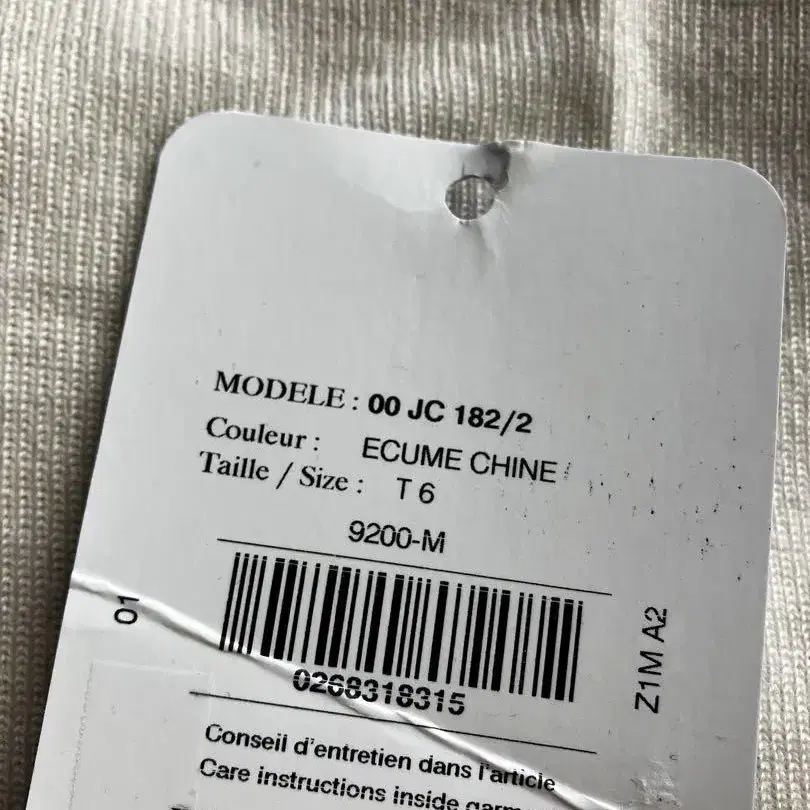 MODELE : 00 JC 182/2
Couleur : ECUME CHINE
Taille / Size : T 6
9200-M
01
0268318315
Z1M A2
Conseil d'entretien dans l'article
Care instructions inside